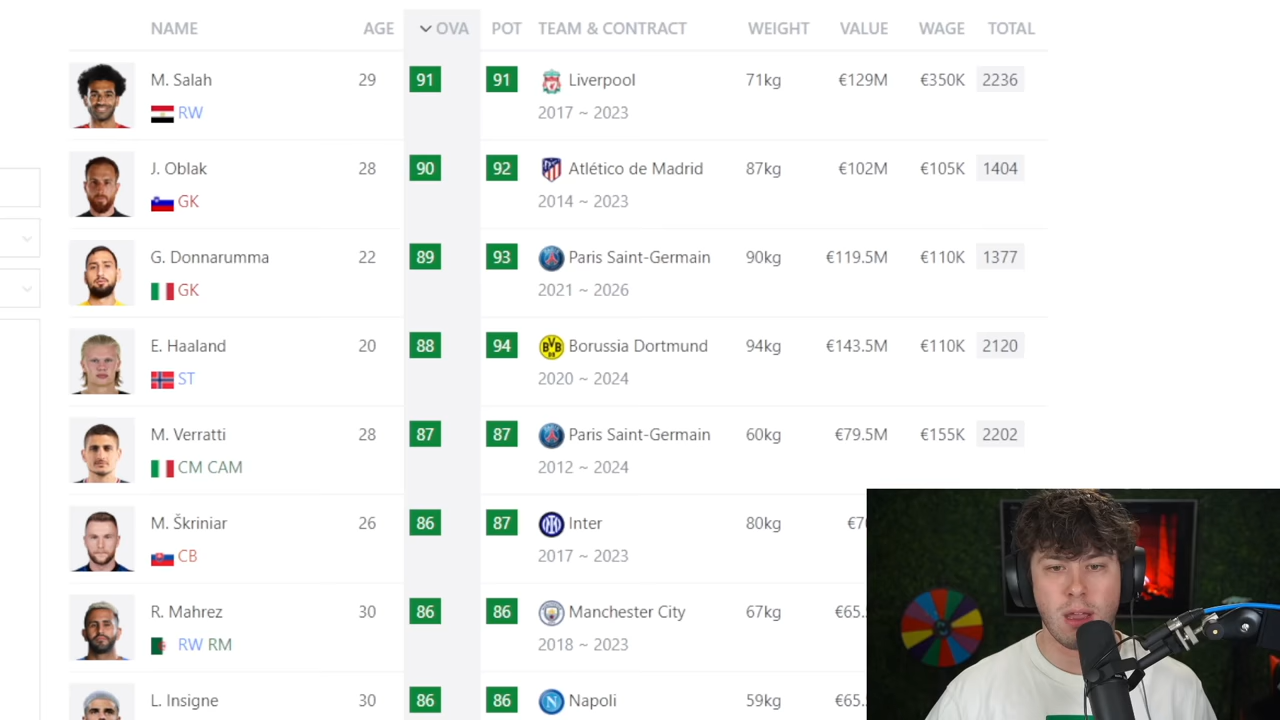 NAME AGE OVA POT TEAM & CONTRACT WEIGHT VALUE WAGE TOTAL
M. Salah 29 91 91 Liverpool 71kg €129M €350K 2236
RW 2017 ~ 2023
J. Oblak 28 90 92 Atlético de Madrid 87kg €102M €105K 1404
GK 2014 ~ 2023
G. Donnarumma 22 89 93 Paris Saint-Germain 90kg €119.5M €110K 1377
GK 2021 ~ 2026
E. Haaland 20 88 94 Borussia Dortmund 94kg €143.5M €110K 2120
ST 2020 ~ 2024
M. Verratti 28 87 87 Paris Saint-Germain 60kg €79.5M €155K 2202
CM CAM 2012 ~ 2024
M. Škriniar 26 86 87 Inter 80kg
CB 2017 ~ 2023
R. Mahrez 30 86 86 Manchester City 67kg €65.
RW RM 2018 ~ 2023
L. Insigne 30 86 86 Napoli 59kg €65.